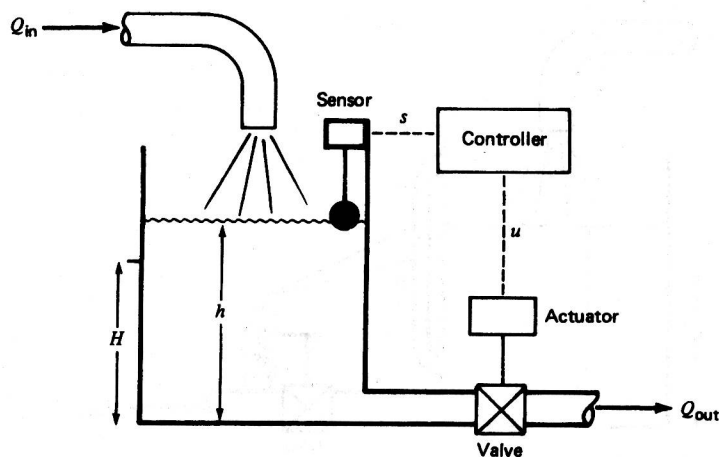 Q_in
Sensor
s
Controller
u
h
H
Actuator
Q_out
Valve